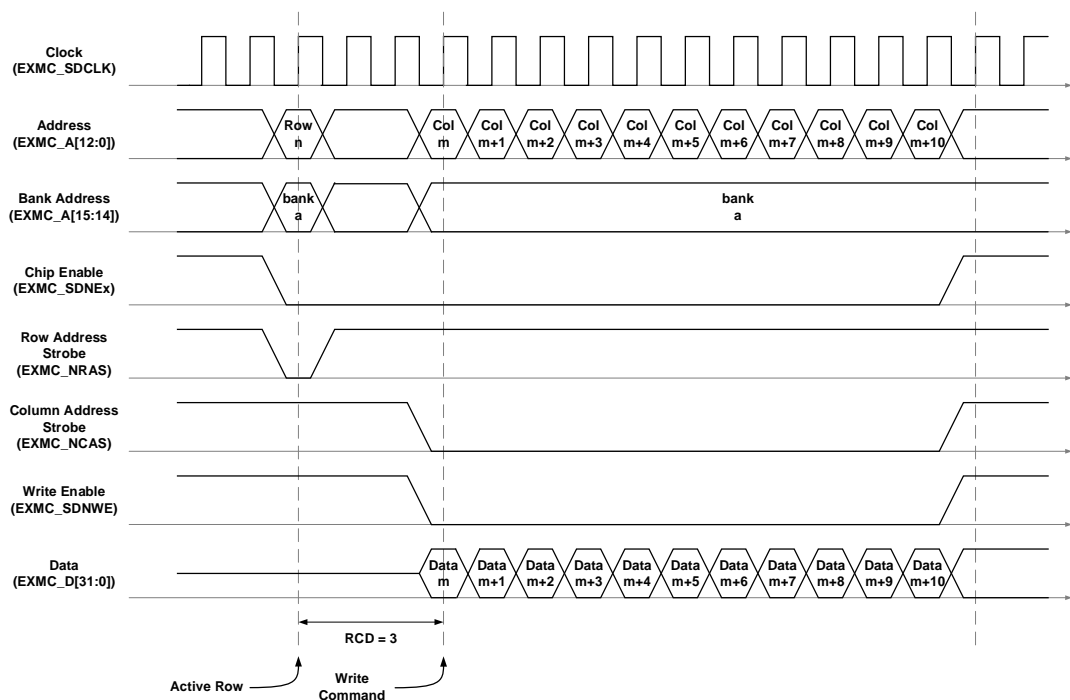 Clock
(EXMC_SDCLK)
Address
(EXMC_A[12:0])
Row
n
Col
m
Col
m+1
Col
m+2
Col
m+3
Col
m+4
Col
m+5
Col
m+6
Col
m+7
Col
m+8
Col
m+9
Col
m+10
Bank Address
(EXMC_A[15:14])
bank
a
bank
a
Chip Enable
(EXMC_SDNEx)
Row Address
Strobe
(EXMC_NRAS)
Column Address
Strobe
(EXMC_NCAS)
Write Enable
(EXMC_SDNWE)
Data
(EXMC_D[31:0])
Data
m
Data
m+1
Data
m+2
Data
m+3
Data
m+4
Data
m+5
Data
m+6
Data
m+7
Data
m+8
Data
m+9
Data
m+10
RCD = 3
Active Row
Write
Command